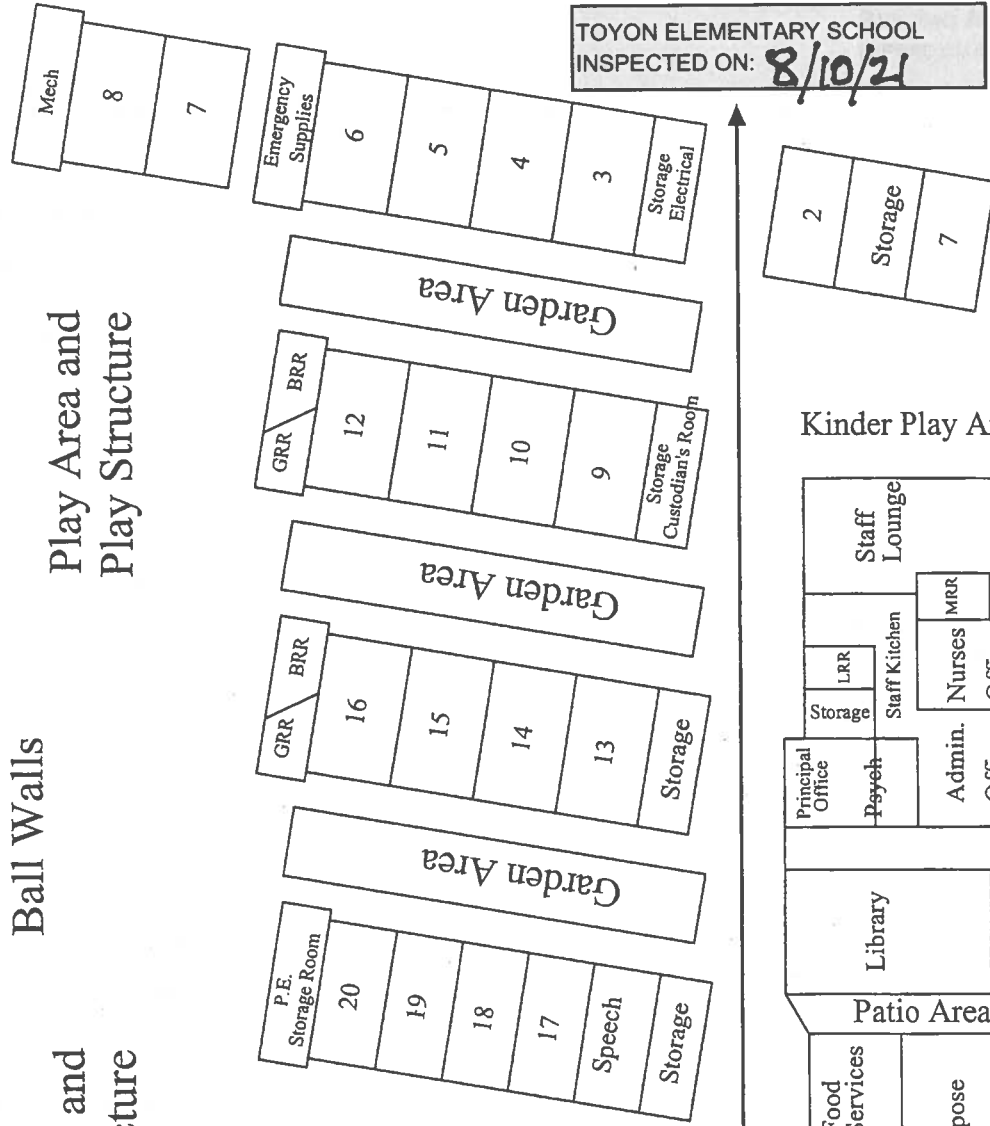 TOYON ELEMENTARY SCHOOL
INSPECTED ON: 8/10/21
Mech
8
7
Emergency
Supplies
6
5
4
3
Storage
Electrical
2
Storage
7
Garden Area
Play Area and
Play Structure
GRR
BRR
12
11
10
9
Storage
Custodian's Room
Kinder Play
Garden Area
Staff
Lounge
MRR
LRR
Staff Kitchen
Nurses
Storage
GRR
BRR
16
15
14
13
Storage
Principal
Office
Psych
Admin.
Ball Walls
Garden Area
Library
P.E.
Storage Room
20
19
18
17
Speech
Storage
Patio Area
and
Food
Services